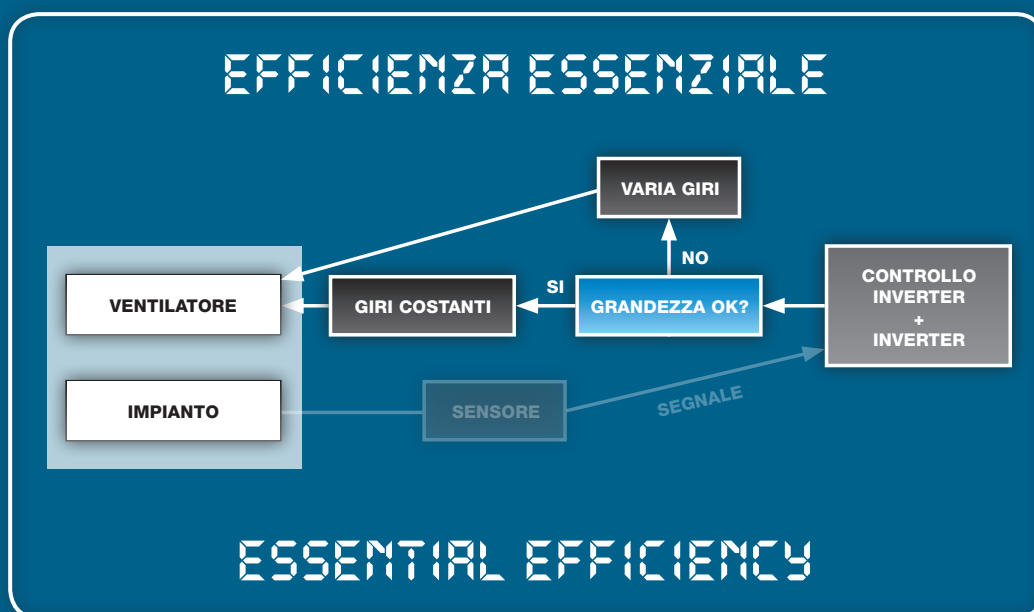 EFFICIENZA ESSENZIALE
VARIA GIRI
NO
VENTILATORE
GIRI COSTANTI
SI
GRANDEZZA OK?
CONTROLLO
INVERTER
+
INVERTER
IMPIANTO
SENSORE
SEGNALE
ESSENTIAL EFFICIENCY